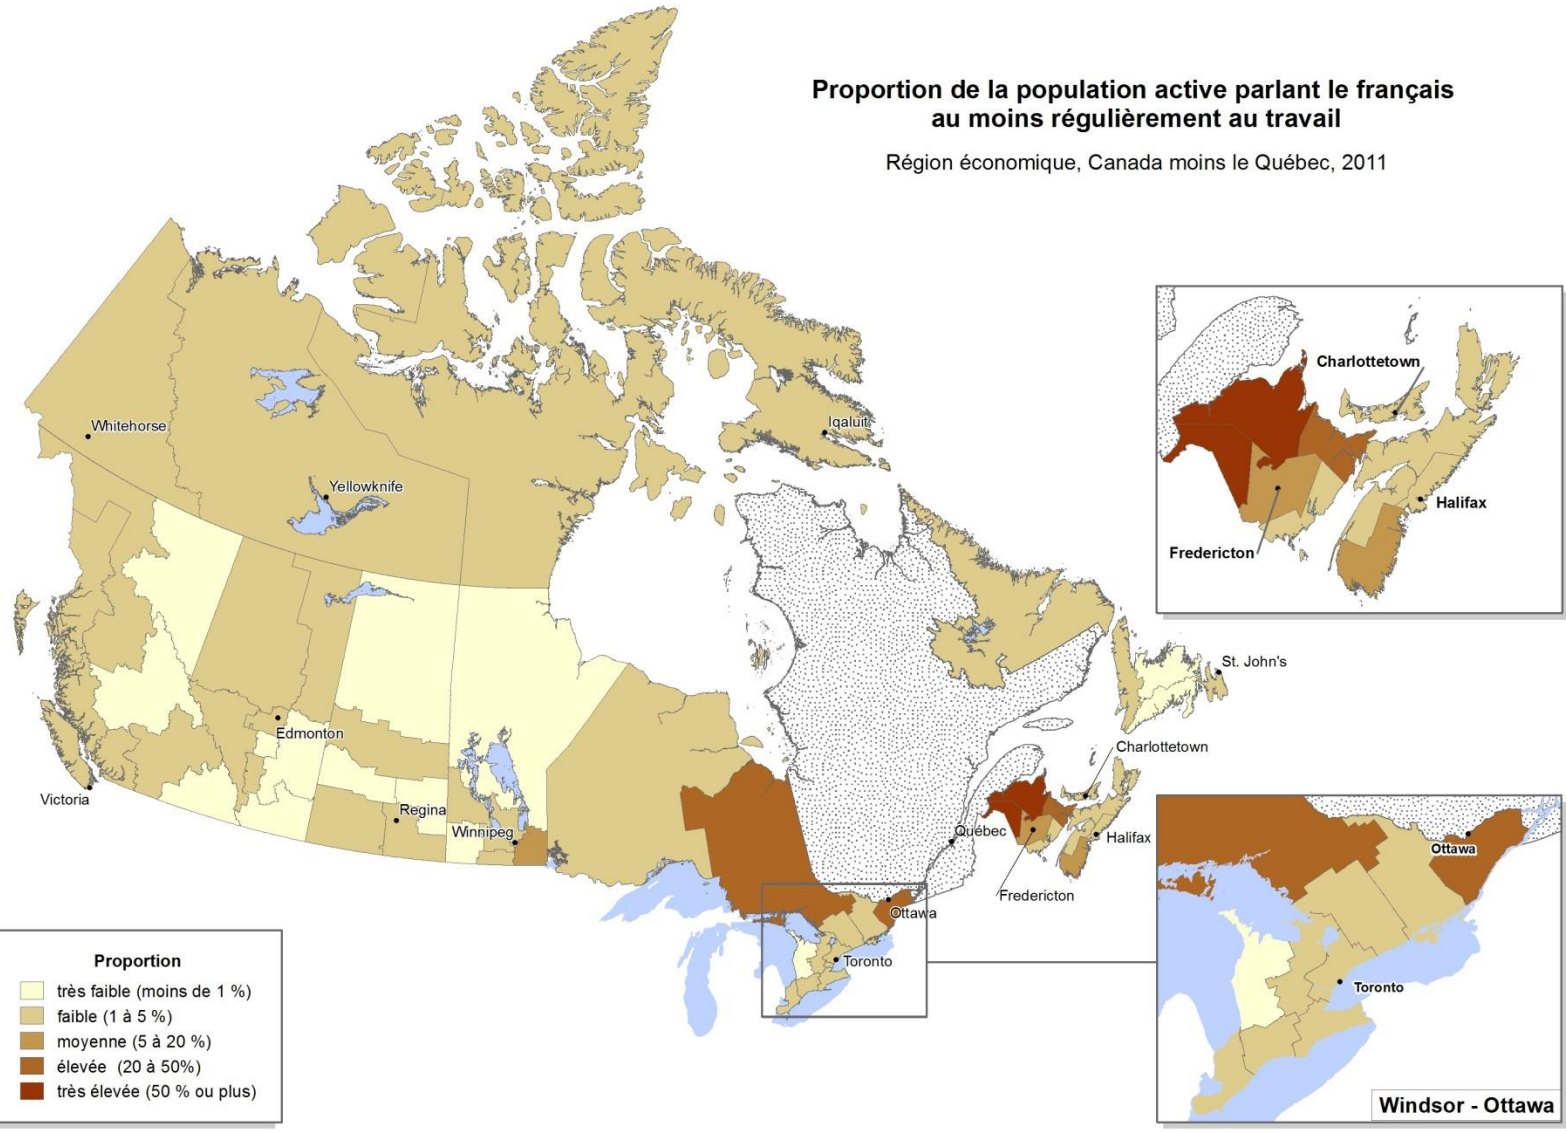 Proportion de la population active parlant le français
au moins régulièrement au travail
Région économique, Canada moins le Québec, 2011
Whitehorse
Yellowknife
Iqaluit
Edmonton
Victoria
Regina
Winnipeg
Québec
Ottawa
Toronto
St. John's
Charlottetown
Halifax
Fredericton
Charlottetown
Halifax
Fredericton
Ottawa
Toronto
Windsor - Ottawa
Proportion
très faible (moins de 1 %)
faible (1 à 5 %)
moyenne (5 à 20 %)
élevée (20 à 50%)
très élevée (50 % ou plus)